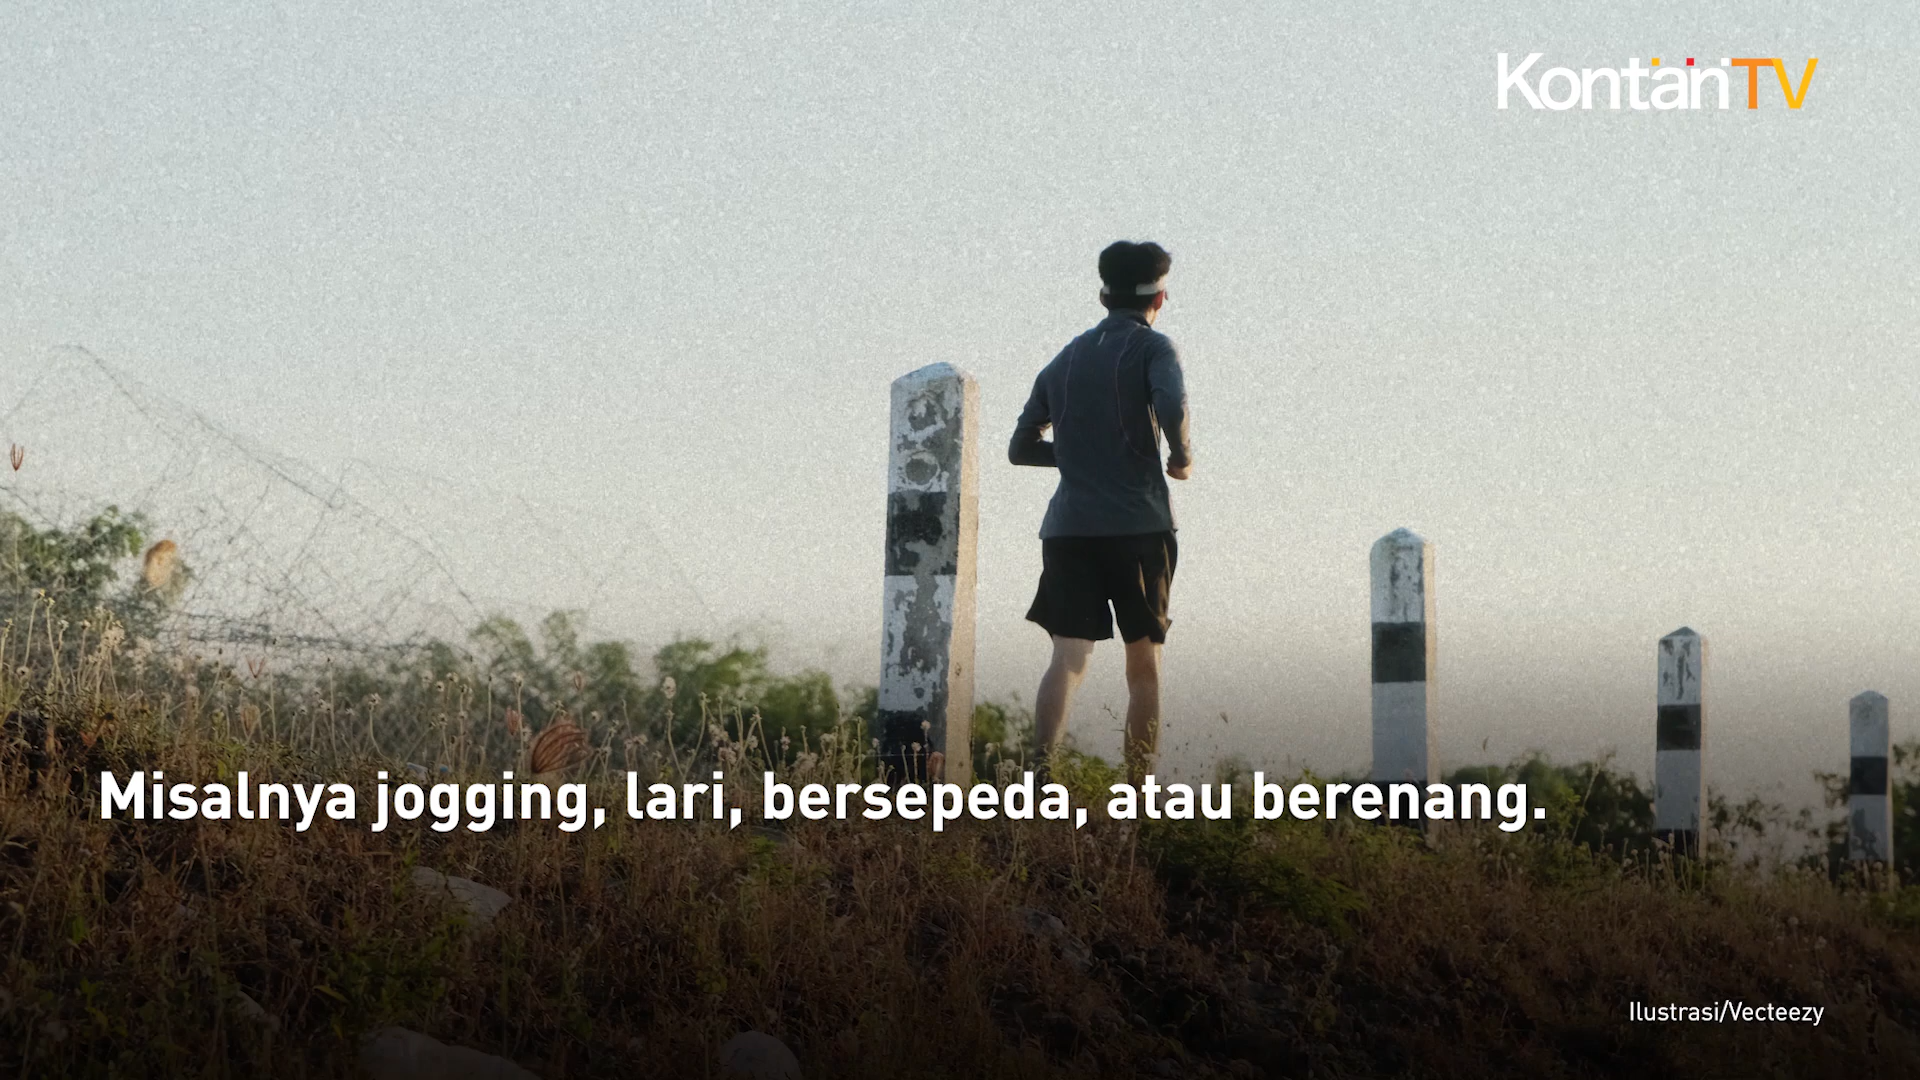 KontanTV
Misalnya jogging, lari, bersepeda, atau berenang.
Ilustrasi/Vecteezy